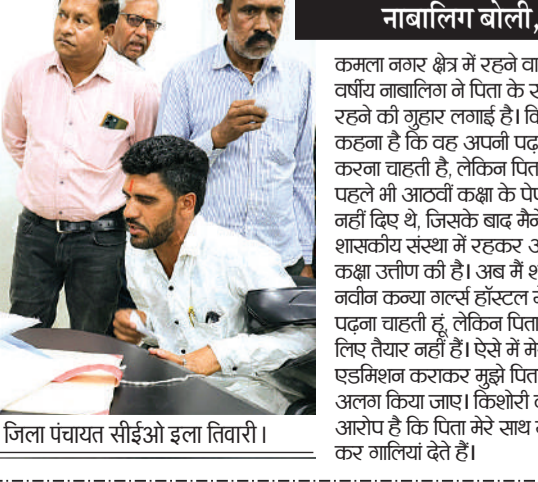 नाबालिग बोली,
कमला नगर क्षेत्र में रहने
वर्षीय नाबालिग ने पिता के
रहने की गुहार लगाई है।
कहना है कि वह अपनी
करना चाहती है, लेकिन
पहले भी आठवीं कक्षा के
नहीं दिए थे, जिसके बाद
शासकीय संस्था में रहकर
कक्षा उत्तीण की है। अब मैं
नवीन कन्या गर्ल्स हॉस्टल
पढ़ना चाहती हूं, लेकिन पिता
लिए तैयार नहीं हैं। ऐसे में
एडमिशन कराकर मुझे पिता
अलग किया जाए। किशोरी
आरोप है कि पिता मेरे साथ
कर गालियां देते हैं।
जिला पंचायत सीईओ इला तिवारी।